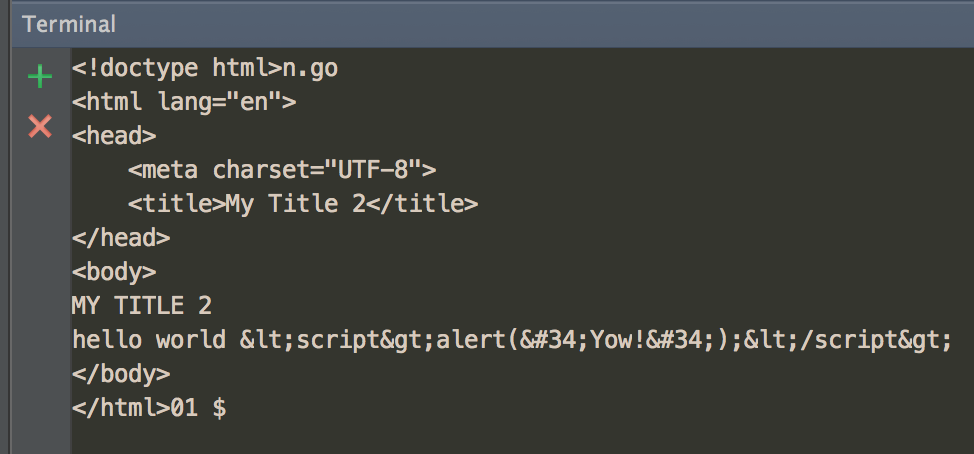 Terminal
<!doctype html>n.go
<html lang="en">
<head>
    <meta charset="UTF-8">
    <title>My Title 2</title>
</head>
<body>
MY TITLE 2
hello world &lt;script&gt;alert(&#34;Yow!&#34;);&lt;/script&gt;
</body>
</html>01 $